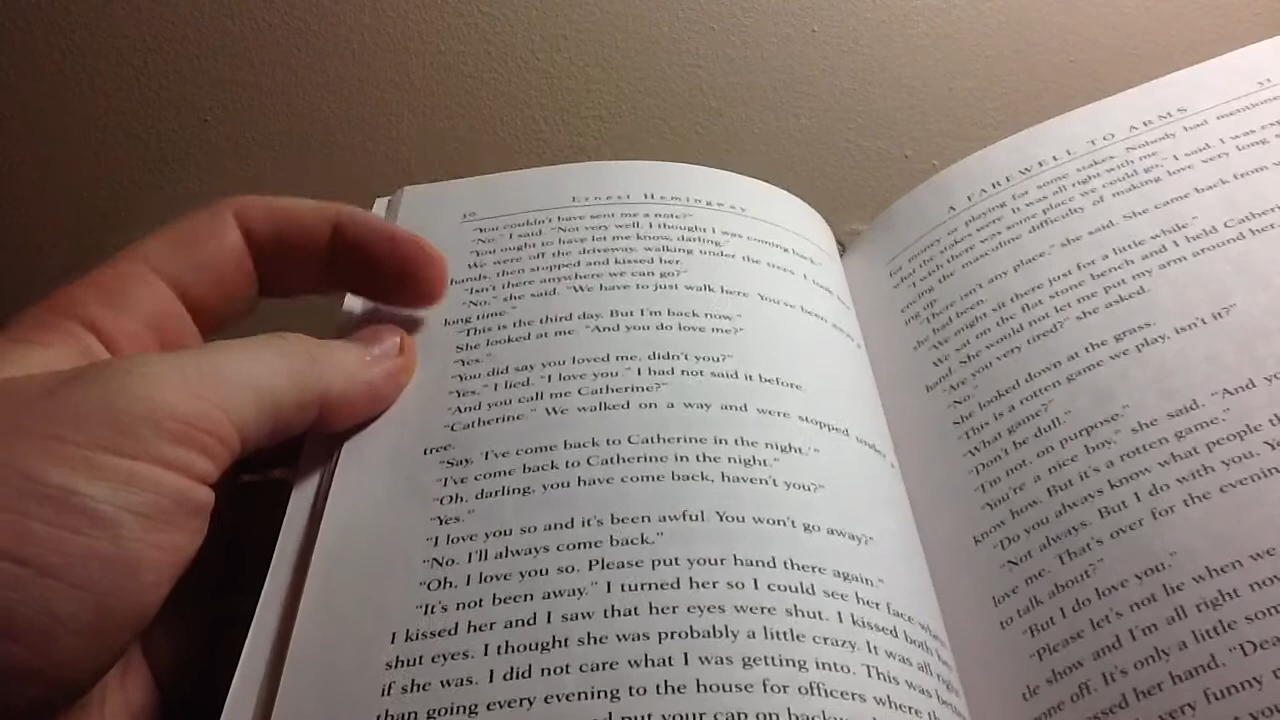 30 Ernest Hemingway
"You couldn't have sent me a note?"
"No," I said. "Not very well. I thought I was coming back."
"You ought to have let me know, darling."
We were off the driveway, walking under the trees. I took her
hands, then stopped and kissed her.
"Isn't there anywhere we can go?"
"No," she said. "We have to just walk here. You've been away a
long time."
"This is the third day. But I'm back now."
She looked at me. "And you do love me?"
"Yes."
"You did say you loved me, didn't you?"
"Yes," I lied. "I love you." I had not said it before.
"And you call me Catherine?"
"Catherine." We walked on a way and were stopped under a
tree.
"Say, 'I've come back to Catherine in the night.'"
"I've come back to Catherine in the night."
"Oh, darling, you have come back, haven't you?"
"Yes."
"I love you so and it's been awful. You won't go away?"
"No. I'll always come back."
"Oh, I love you so. Please put your hand there again."
"It's not been away." I turned her so I could see her face when
I kissed her and I saw that her eyes were shut. I kissed both her
shut eyes. I thought she was probably a little crazy. It was all right
if she was. I did not care what I was getting into. This was better
than going every evening to the house for officers where
put your cap on
A FAREWELL TO ARMS 31
for money or playing for some stakes. Nobody had mentioned
what the stakes were. It was all right with me.
"I wish there was some place we could go," I said. I was
encing the masculine difficulty of making love very long
ing up.
"There isn't any place," she said. She came back from
she had been.
"We might sit there just for a little while."
We sat on the flat stone bench and I held Catherine
hand. She would not let me put my arm around her
"Are you very tired?" she asked.
"No."
She looked down at the grass.
"This is a rotten game we play, isn't it?"
"What game?"
"Don't be dull."
"I'm not, on purpose."
"You're a nice boy," she said. "And
know how. But it's a rotten game."
"Do you always know what people
"Not always. But I do with you.
love me. That's over for the evenin
to talk about?"
"But I do love you."
"Please let's not lie when we
tle show and I'm all right now
one off. It's only a little som
ssed her hand. "Dea
very funny